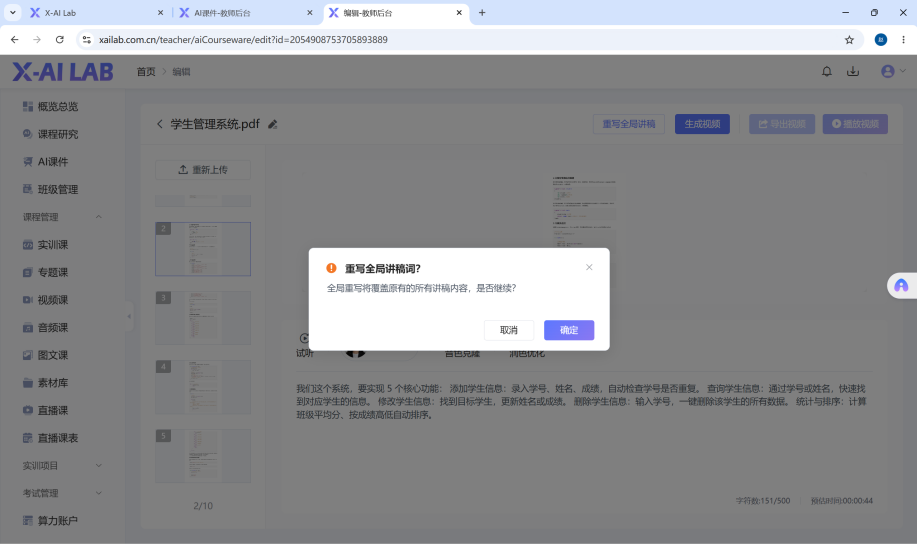 X-AI Lab
AI课件-教师后台
编辑-教师后台
xailab.com.cn/teacher/aiCourseware/edit?id=2054908753705893889
X-AI LAB
首页 > 编辑
概览总览
课程研究
AI课件
班级管理
课程管理
实训课
专题课
视频课
音频课
图文课
素材库
直播课
直播课表
实训项目
考试管理
算力账户
学生管理系统.pdf
重写全局讲稿
生成视频
导出视频
播放视频
重新上传
2
3
4
5
2/10
重写全局讲稿词?
全局重写将覆盖原有的所有讲稿内容，是否继续?
取消
确定
试听
音色克隆
润色优化
我们这个系统，要实现 5 个核心功能： 添加学生信息：录入学号、姓名、成绩，自动检查学号是否重复。 查询学生信息：通过学号或姓名，快速找
到对应学生的信息。 修改学生信息：找到目标学生，更新姓名或成绩。 删除学生信息：输入学号，一键删除该学生的所有数据。 统计与排序：计算
班级平均分、按成绩高低自动排序。
字符数:151/500
预估时间:00:00:44